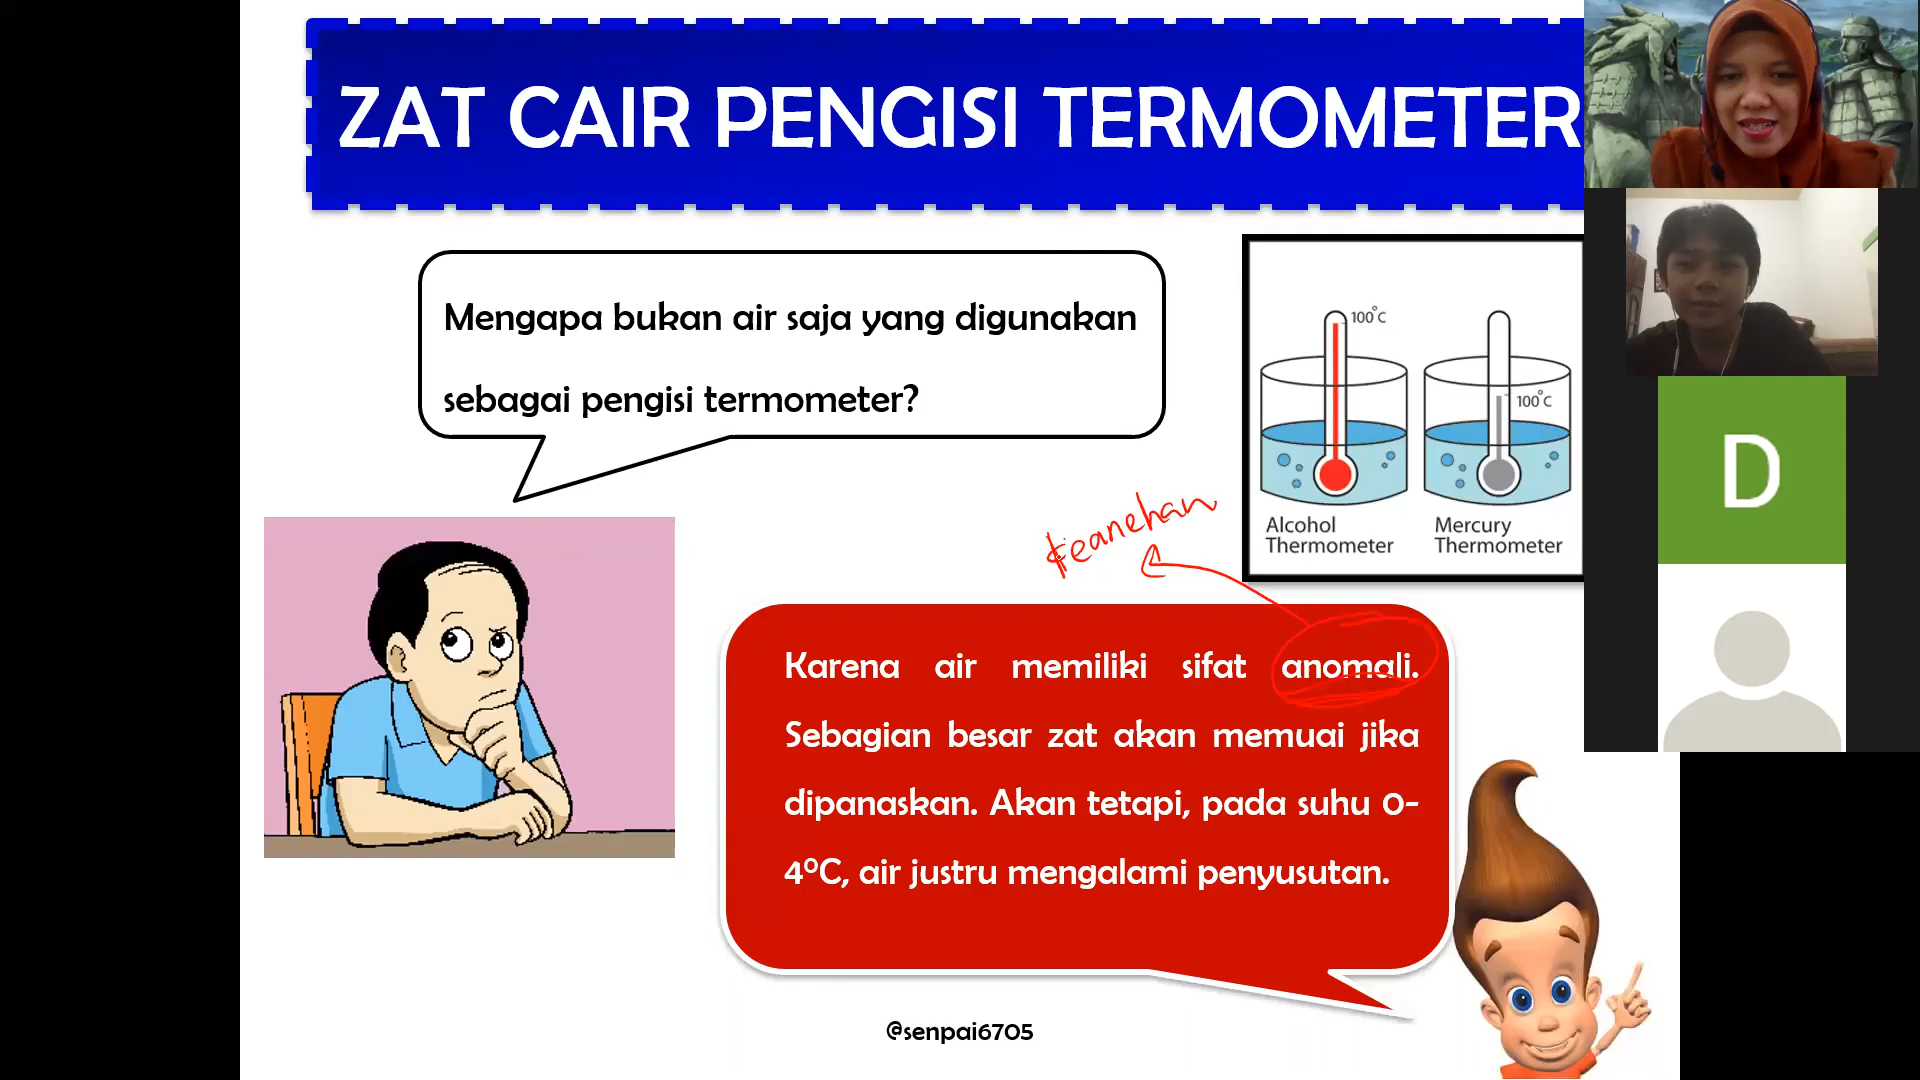 ZAT CAIR PENGISI TERMOMETER
Mengapa bukan air saja yang digunakan
sebagai pengisi termometer?
100°C
100°C
Alcohol
Thermometer
Mercury
Thermometer
keanehan
Karena air memiliki sifat anomali.
Sebagian besar zat akan memuai jika
dipanaskan. Akan tetapi, pada suhu 0-
4°C, air justru mengalami penyusutan.
@senpai6705
D